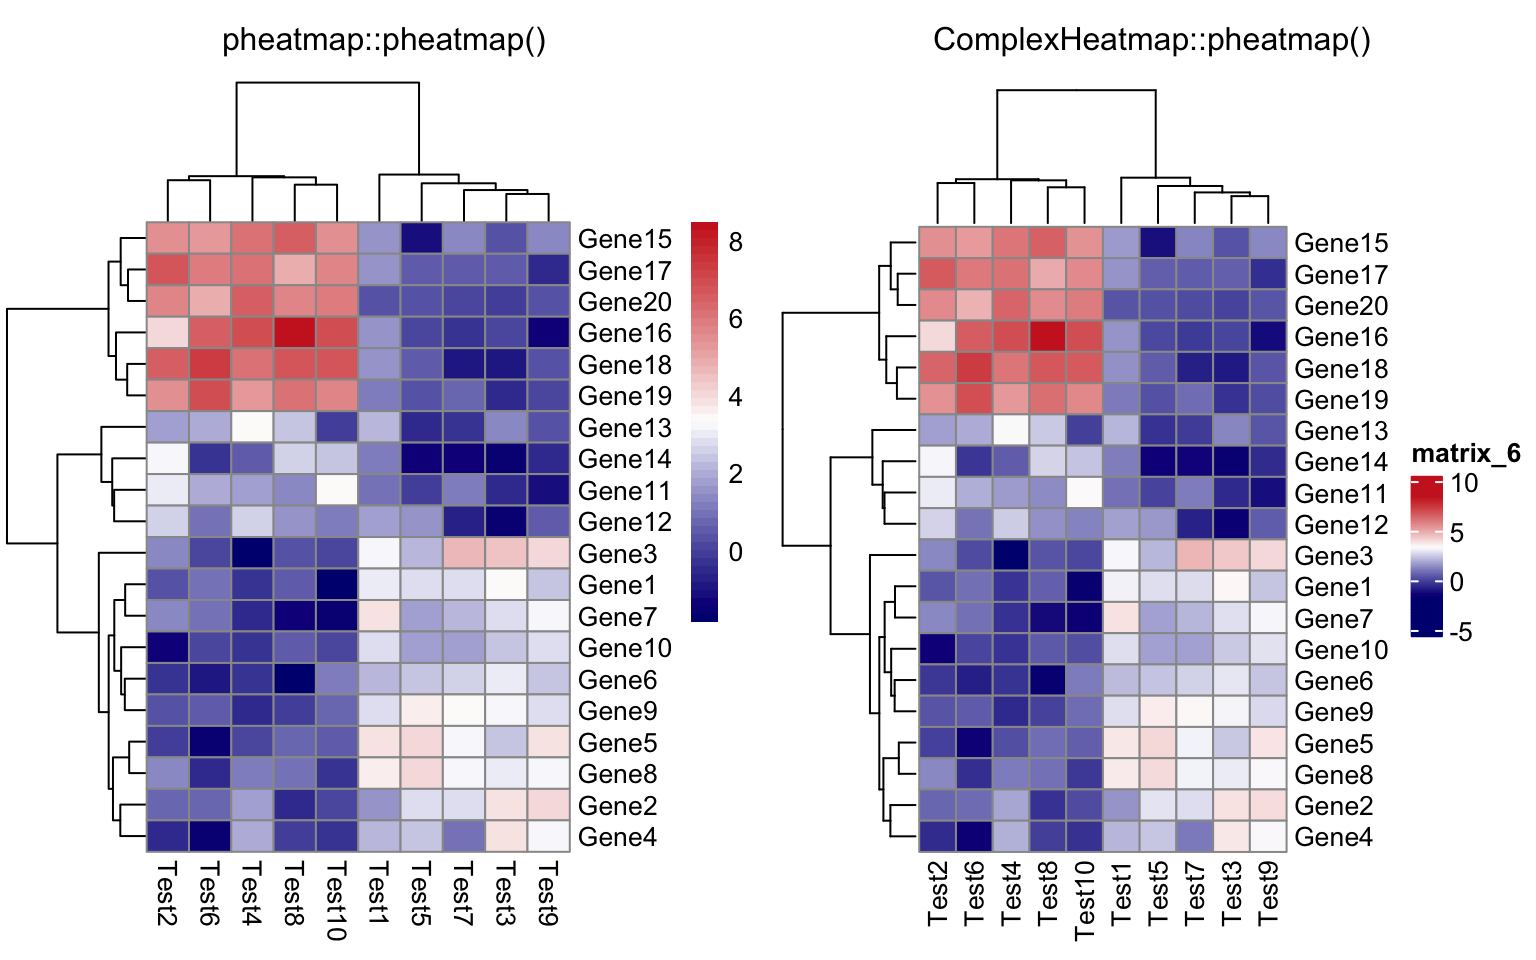 pheatmap::pheatmap()
Gene15
Gene17
Gene20
Gene16
Gene18
Gene19
Gene13
Gene14
Gene11
Gene12
Gene3
Gene1
Gene7
Gene10
Gene6
Gene9
Gene5
Gene8
Gene2
Gene4
8
6
4
2
0
Test2
Test6
Test4
Test8
Test10
Test1
Test5
Test7
Test3
Test9
ComplexHeatmap::pheatmap()
Gene15
Gene17
Gene20
Gene16
Gene18
Gene19
Gene13
Gene14
Gene11
Gene12
Gene3
Gene1
Gene7
Gene10
Gene6
Gene9
Gene5
Gene8
Gene2
Gene4
matrix_6
10
5
0
-5
Test2
Test6
Test4
Test8
Test10
Test1
Test5
Test7
Test3
Test9